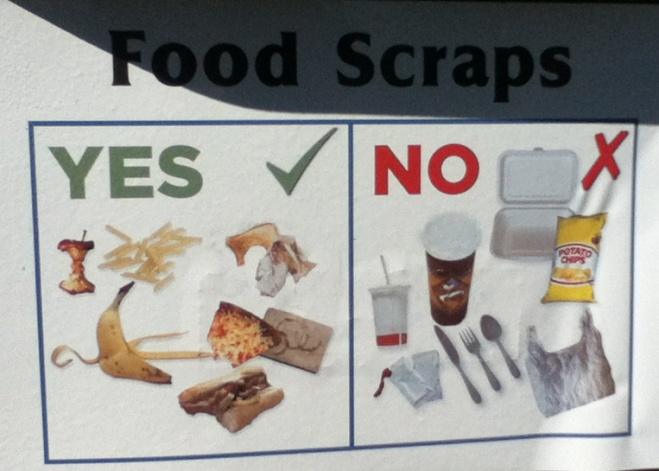 Food Scraps
YES
NO
POTATO
CHIPS